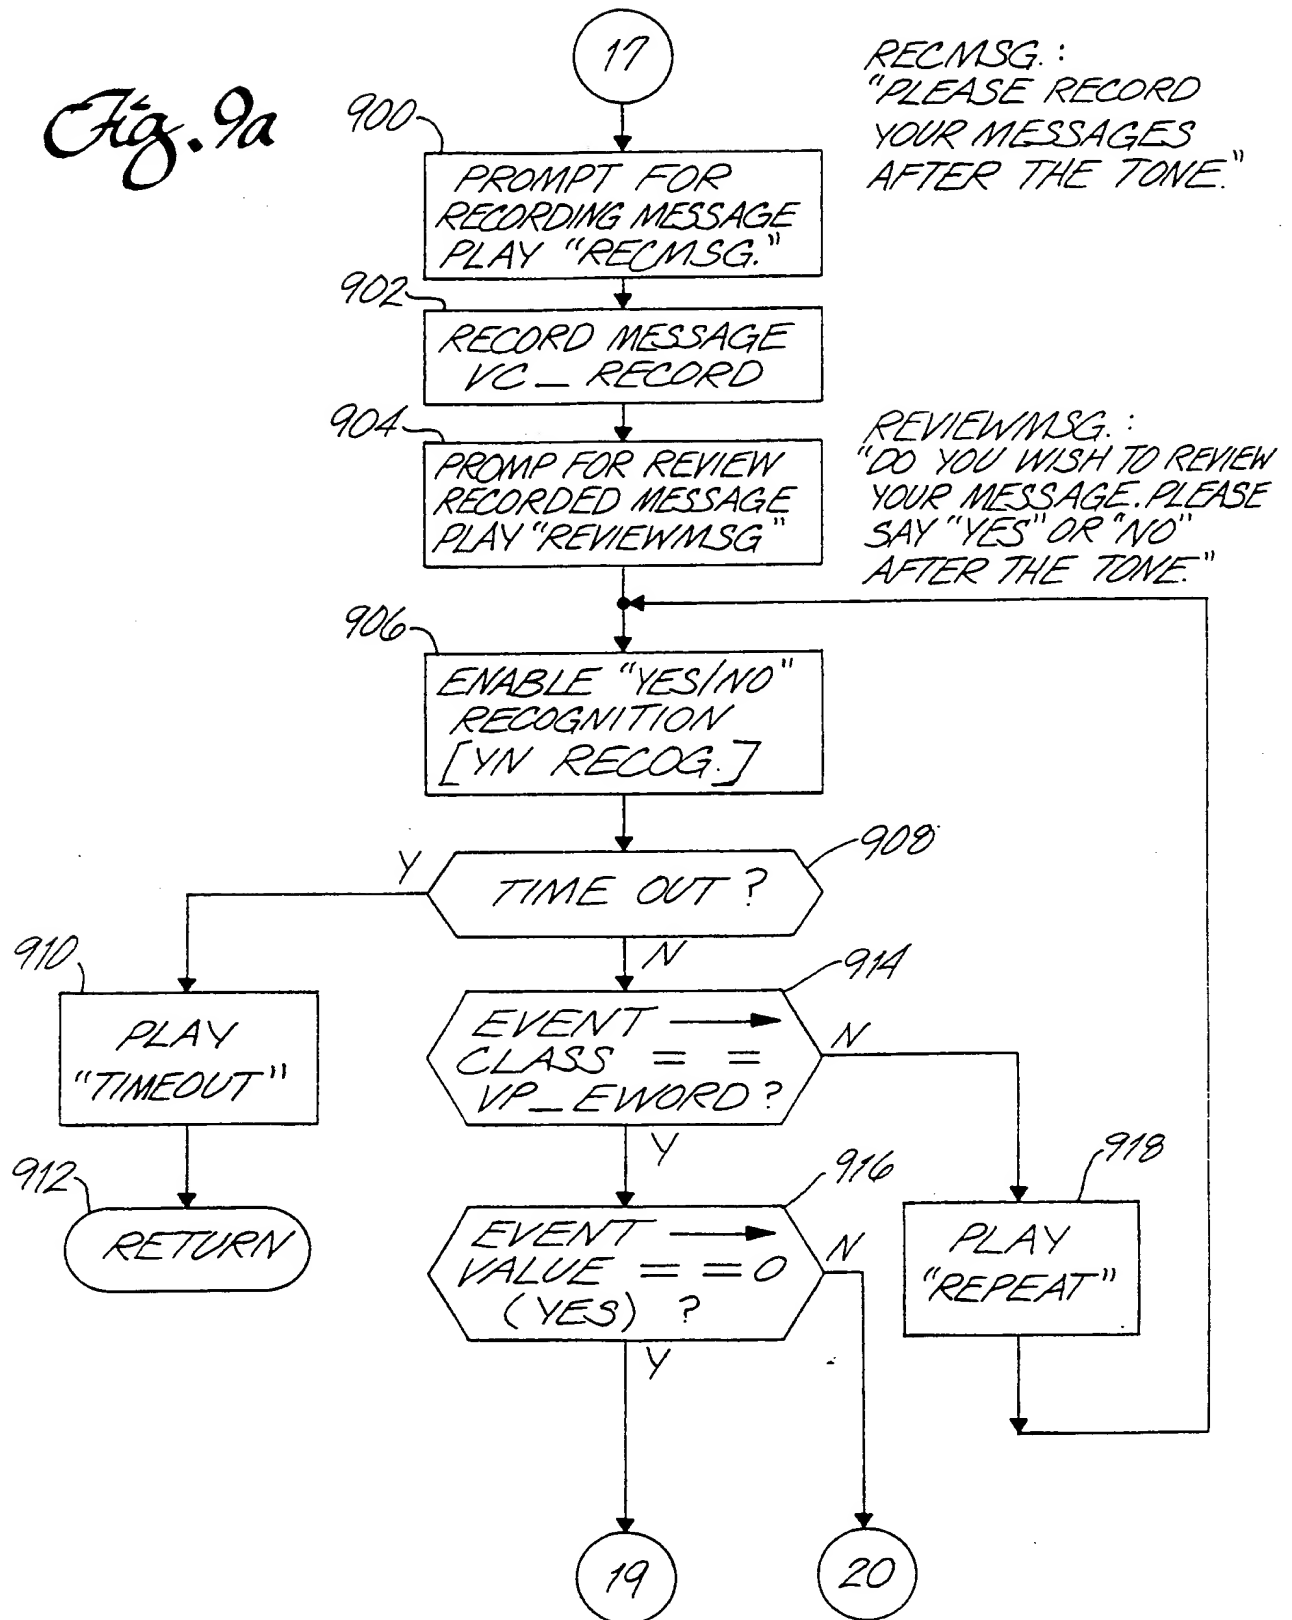 Fig. 9a
17
RECMSG. :
"PLEASE RECORD
YOUR MESSAGES
AFTER THE TONE."
900
PROMPT FOR
RECORDING MESSAGE
PLAY "RECMSG."
902
RECORD MESSAGE
VC_ RECORD
904
PROMP FOR REVIEW
RECORDED MESSAGE
PLAY "REVIEWMSG"
REVIEWMSG. :
"DO YOU WISH TO REVIEW
YOUR MESSAGE. PLEASE
SAY "YES" OR "NO"
AFTER THE TONE."
906
ENABLE "YES/NO"
RECOGNITION
[YN RECOG.]
908
TIME OUT ?
Y
N
910
PLAY
"TIMEOUT"
912
RETURN
914
EVENT →
CLASS = =
VP_EWORD ?
N
Y
916
EVENT →
VALUE = = 0
(YES) ?
N
Y
918
PLAY
"REPEAT"
19
20